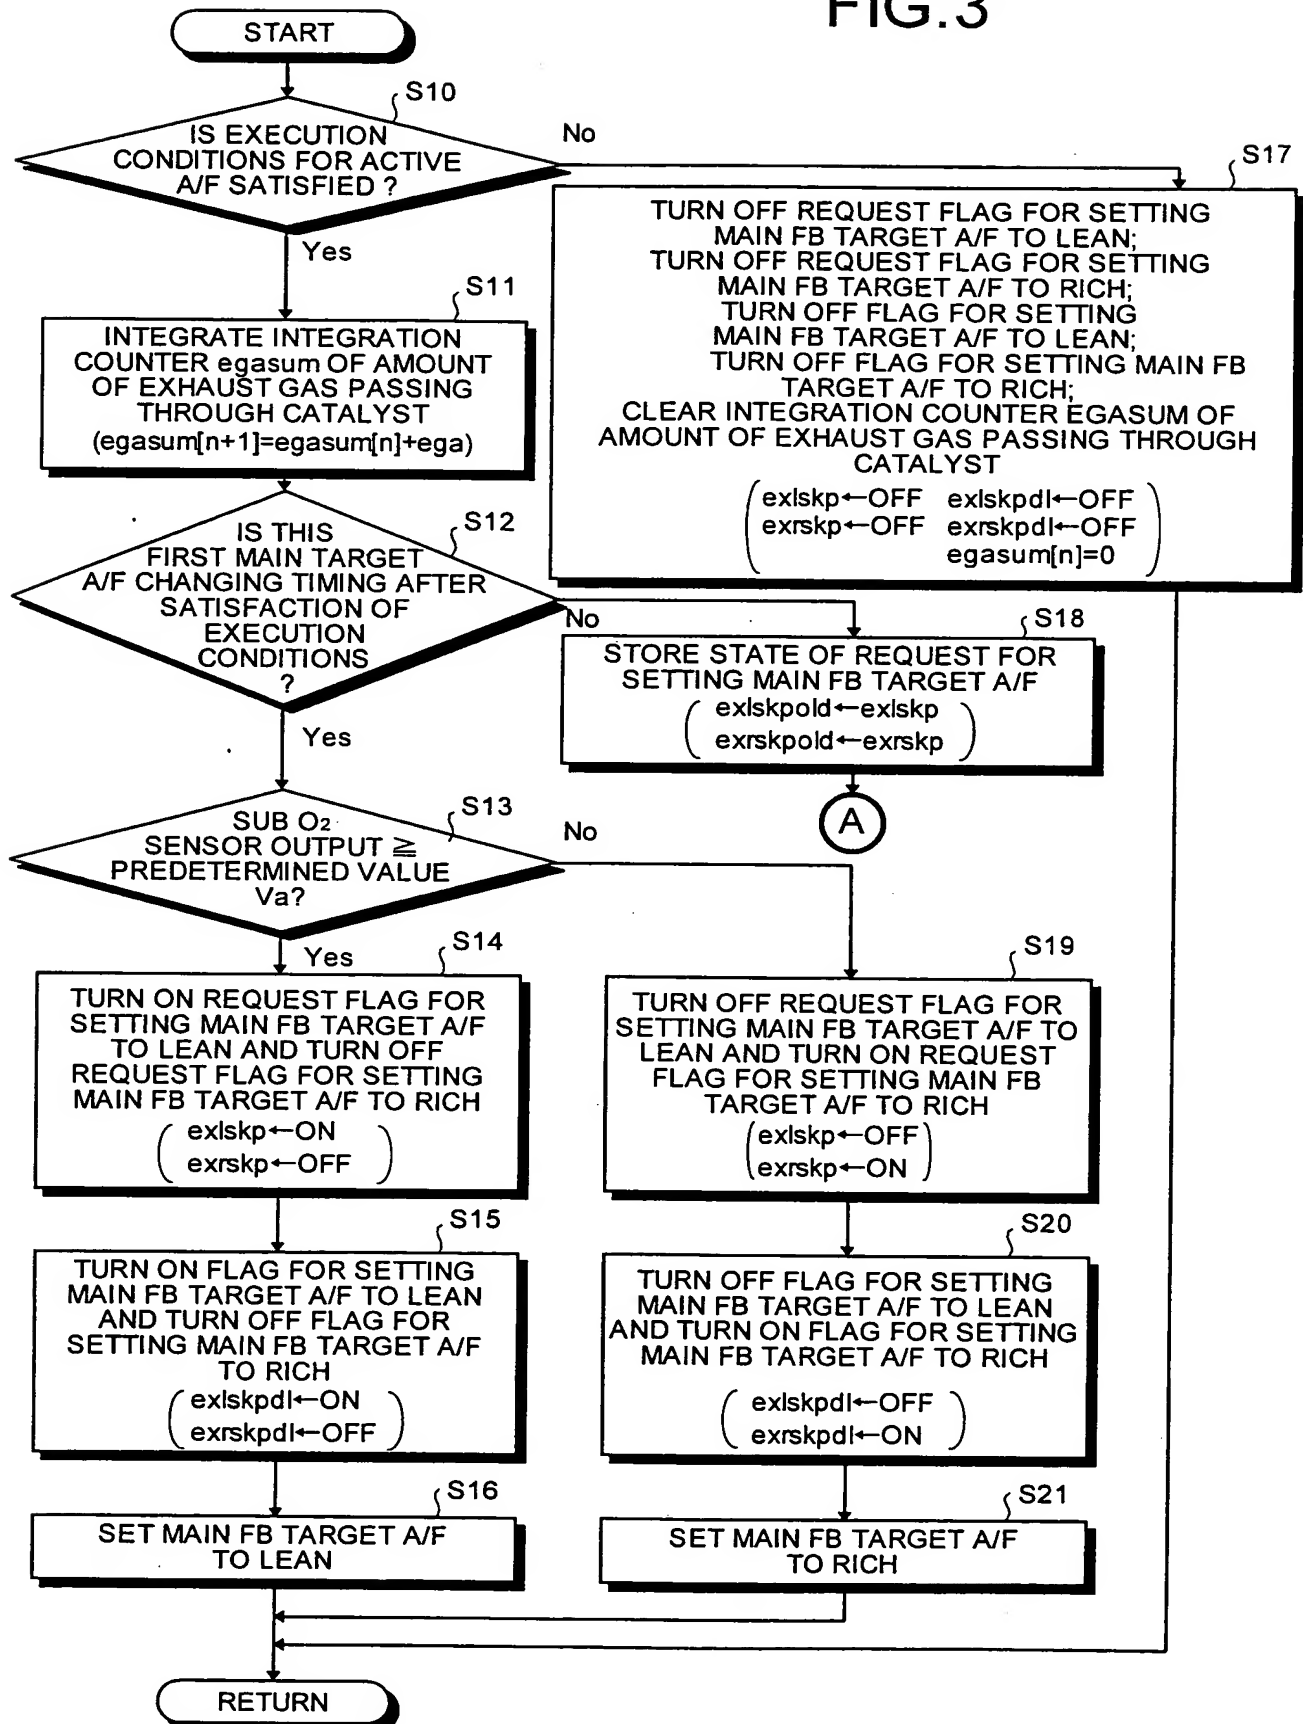 FIG.3
START
S10
IS EXECUTION
CONDITIONS FOR ACTIVE
A/F SATISFIED ?
No
Yes
S17
TURN OFF REQUEST FLAG FOR SETTING
MAIN FB TARGET A/F TO LEAN;
TURN OFF REQUEST FLAG FOR SETTING
MAIN FB TARGET A/F TO RICH;
TURN OFF FLAG FOR SETTING
MAIN FB TARGET A/F TO LEAN;
TURN OFF FLAG FOR SETTING MAIN FB
TARGET A/F TO RICH;
CLEAR INTEGRATION COUNTER EGASUM OF
AMOUNT OF EXHAUST GAS PASSING THROUGH
CATALYST
exlskp←OFF exlskpdl←OFF
exrskp←OFF exrskpdl←OFF
egasum[n]=0
S11
INTEGRATE INTEGRATION
COUNTER egasum OF AMOUNT
OF EXHAUST GAS PASSING
THROUGH CATALYST
(egasum[n+1]=egasum[n]+ega)
S12
IS THIS
FIRST MAIN TARGET
A/F CHANGING TIMING AFTER
SATISFACTION OF
EXECUTION
CONDITIONS
?
No
Yes
S18
STORE STATE OF REQUEST FOR
SETTING MAIN FB TARGET A/F
exlskpold←exlskp
exrskpold←exrskp
A
S13
SUB O₂
SENSOR OUTPUT ≧
PREDETERMINED VALUE
Va?
No
Yes
S14
TURN ON REQUEST FLAG FOR
SETTING MAIN FB TARGET A/F
TO LEAN AND TURN OFF
REQUEST FLAG FOR SETTING
MAIN FB TARGET A/F TO RICH
exlskp←ON
exrskp←OFF
S19
TURN OFF REQUEST FLAG FOR
SETTING MAIN FB TARGET A/F TO
LEAN AND TURN ON REQUEST
FLAG FOR SETTING MAIN FB
TARGET A/F TO RICH
exlskp←OFF
exrskp←ON
S15
TURN ON FLAG FOR SETTING
MAIN FB TARGET A/F TO LEAN
AND TURN OFF FLAG FOR
SETTING MAIN FB TARGET A/F
TO RICH
exlskpdl←ON
exrskpdl←OFF
S20
TURN OFF FLAG FOR SETTING
MAIN FB TARGET A/F TO LEAN
AND TURN ON FLAG FOR SETTING
MAIN FB TARGET A/F TO RICH
exlskpdl←OFF
exrskpdl←ON
S16
SET MAIN FB TARGET A/F
TO LEAN
S21
SET MAIN FB TARGET A/F
TO RICH
RETURN